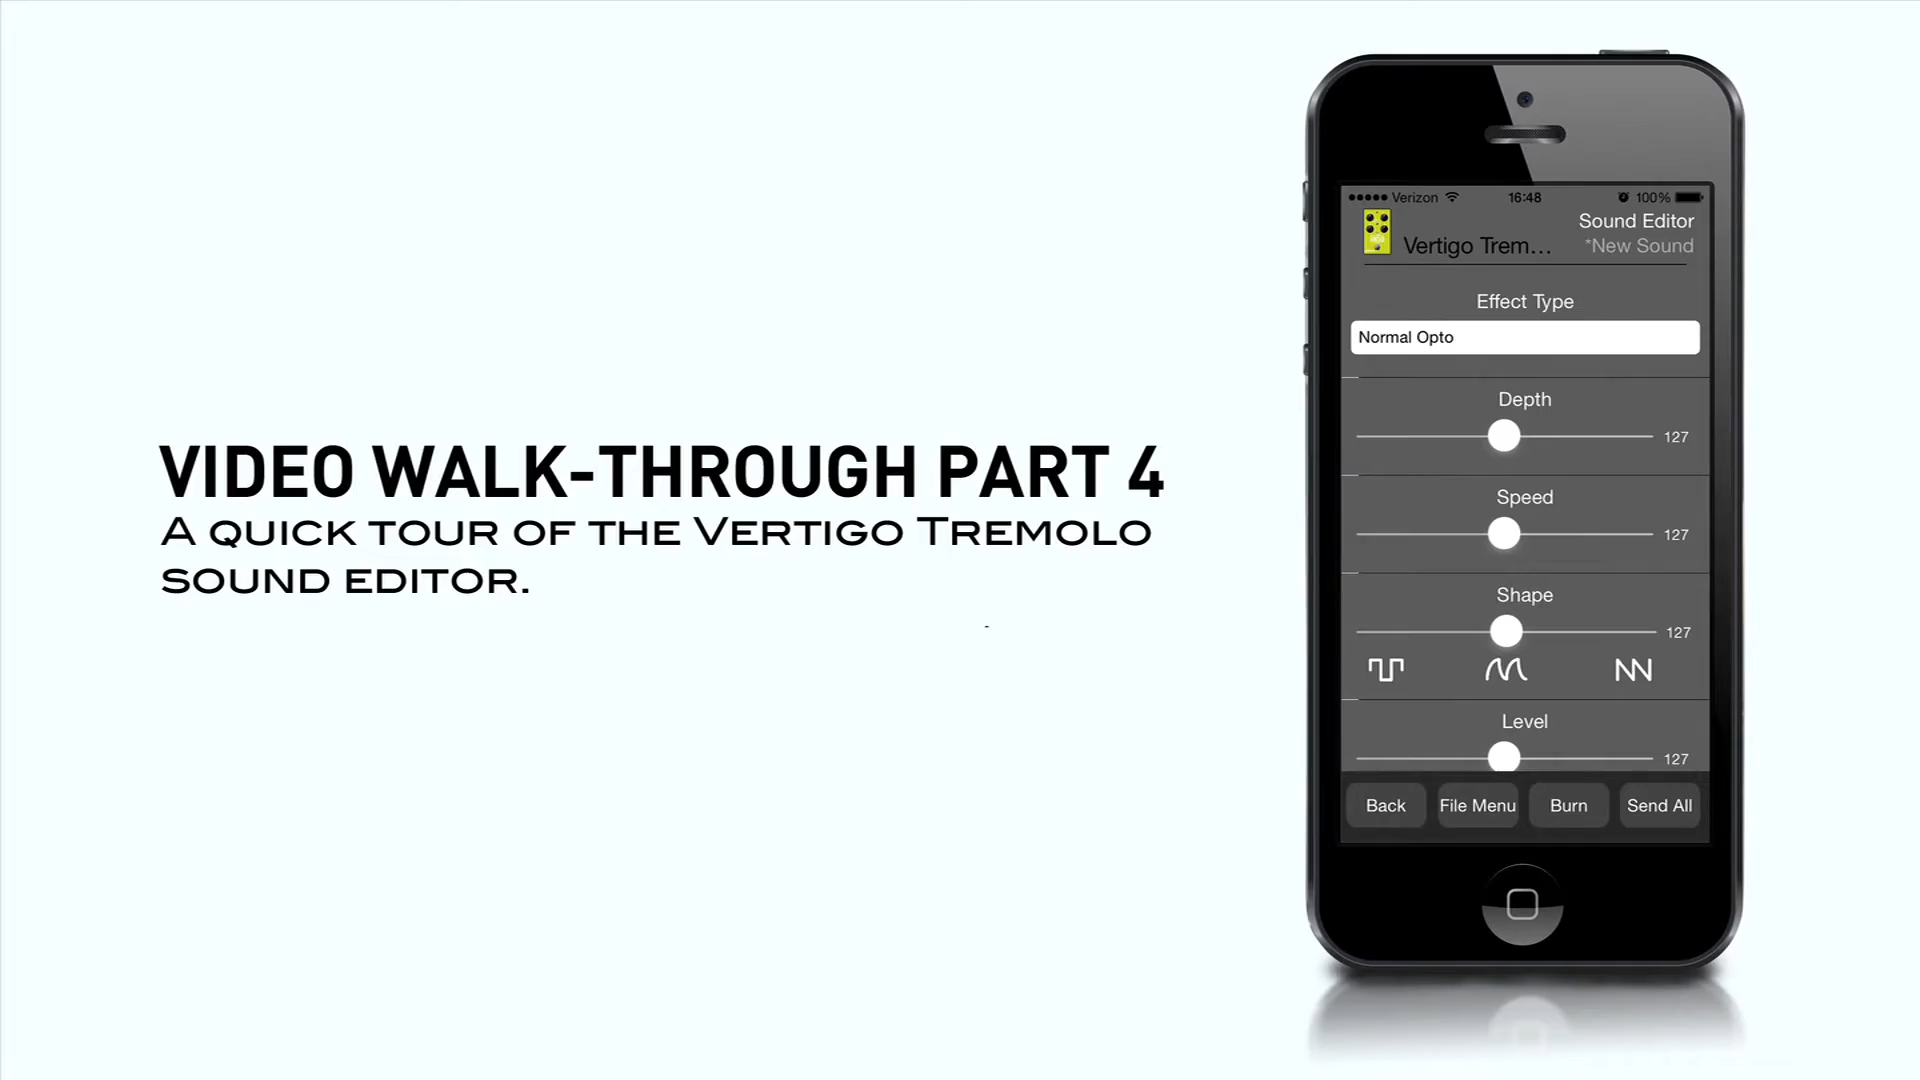 VIDEO WALK-THROUGH PART 4
A QUICK TOUR OF THE VERTIGO TREMOLO
SOUND EDITOR.
-
Verizon 16:48 100%
Sound Editor
Vertigo Trem... *New Sound
Effect Type
Normal Opto
Depth
127
Speed
127
Shape
127
Level
127
Back File Menu Burn Send All